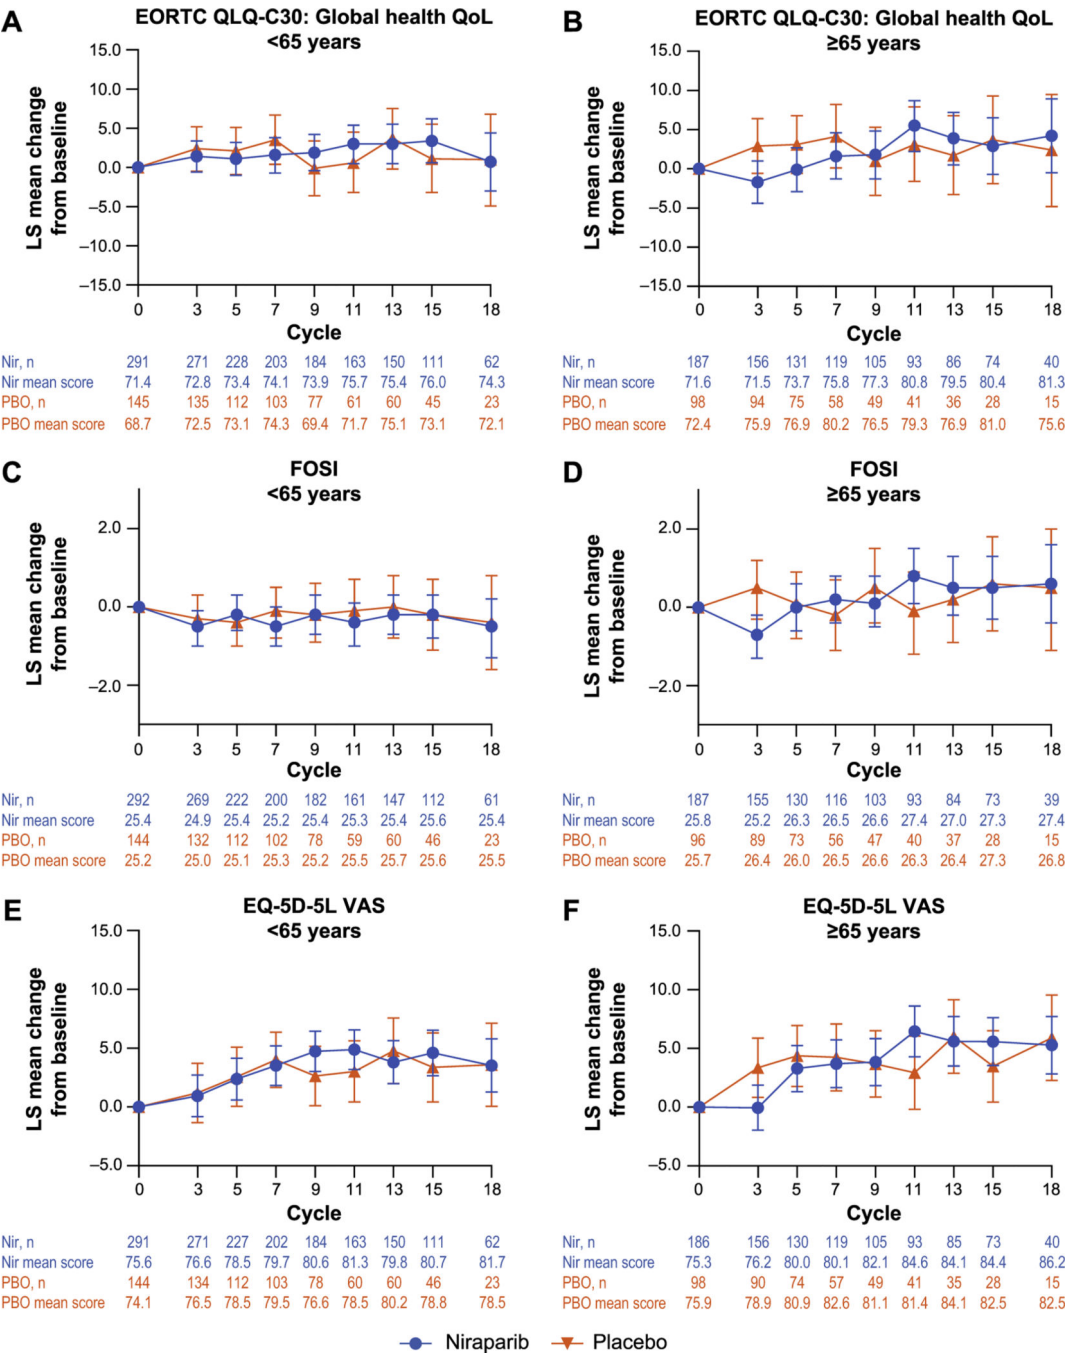 A
EORTC QLQ-C30: Global health QoL
<65 years
LS mean change
from baseline
15.0
10.0
5.0
0.0
–5.0
–10.0
–15.0
0 3 5 7 9 11 13 15 18
Cycle
Nir, n 291 271 228 203 184 163 150 111 62
Nir mean score 71.4 72.8 73.4 74.1 73.9 75.7 75.4 76.0 74.3
PBO, n 145 135 112 103 77 61 60 45 23
PBO mean score 68.7 72.5 73.1 74.3 69.4 71.7 75.1 73.1 72.1
B
EORTC QLQ-C30: Global health QoL
≥65 years
LS mean change
from baseline
15.0
10.0
5.0
0.0
–5.0
–10.0
–15.0
0 3 5 7 9 11 13 15 18
Cycle
Nir, n 187 156 131 119 105 93 86 74 40
Nir mean score 71.6 71.5 73.7 75.8 77.3 80.8 79.5 80.4 81.3
PBO, n 98 94 75 58 49 41 36 28 15
PBO mean score 72.4 75.9 76.9 80.2 76.5 79.3 76.9 81.0 75.6
C
FOSI
<65 years
LS mean change
from baseline
2.0
0.0
–2.0
0 3 5 7 9 11 13 15 18
Cycle
Nir, n 292 269 222 200 182 161 147 112 61
Nir mean score 25.4 24.9 25.4 25.2 25.4 25.3 25.4 25.6 25.4
PBO, n 144 132 112 102 78 59 60 46 23
PBO mean score 25.2 25.0 25.1 25.3 25.2 25.5 25.7 25.6 25.5
D
FOSI
≥65 years
LS mean change
from baseline
2.0
0.0
–2.0
0 3 5 7 9 11 13 15 18
Cycle
Nir, n 187 155 130 116 103 93 84 73 39
Nir mean score 25.8 25.2 26.3 26.5 26.6 27.4 27.0 27.3 27.4
PBO, n 96 89 73 56 47 40 37 28 15
PBO mean score 25.7 26.4 26.0 26.5 26.6 26.3 26.4 27.3 26.8
E
EQ-5D-5L VAS
<65 years
LS mean change
from baseline
15.0
10.0
5.0
0.0
–5.0
0 3 5 7 9 11 13 15 18
Cycle
Nir, n 291 271 227 202 184 163 150 111 62
Nir mean score 75.6 76.6 78.5 79.7 80.6 81.3 79.8 80.7 81.7
PBO, n 144 134 112 103 78 60 60 46 23
PBO mean score 74.1 76.5 78.5 79.5 76.6 78.5 80.2 78.8 78.5
F
EQ-5D-5L VAS
≥65 years
LS mean change
from baseline
15.0
10.0
5.0
0.0
–5.0
0 3 5 7 9 11 13 15 18
Cycle
Nir, n 186 156 130 119 105 93 85 73 40
Nir mean score 75.3 76.2 80.0 80.1 82.1 84.6 84.1 84.4 86.2
PBO, n 98 90 74 57 49 41 35 28 15
PBO mean score 75.9 78.9 80.9 82.6 81.1 81.4 84.1 82.5 82.5
Niraparib Placebo